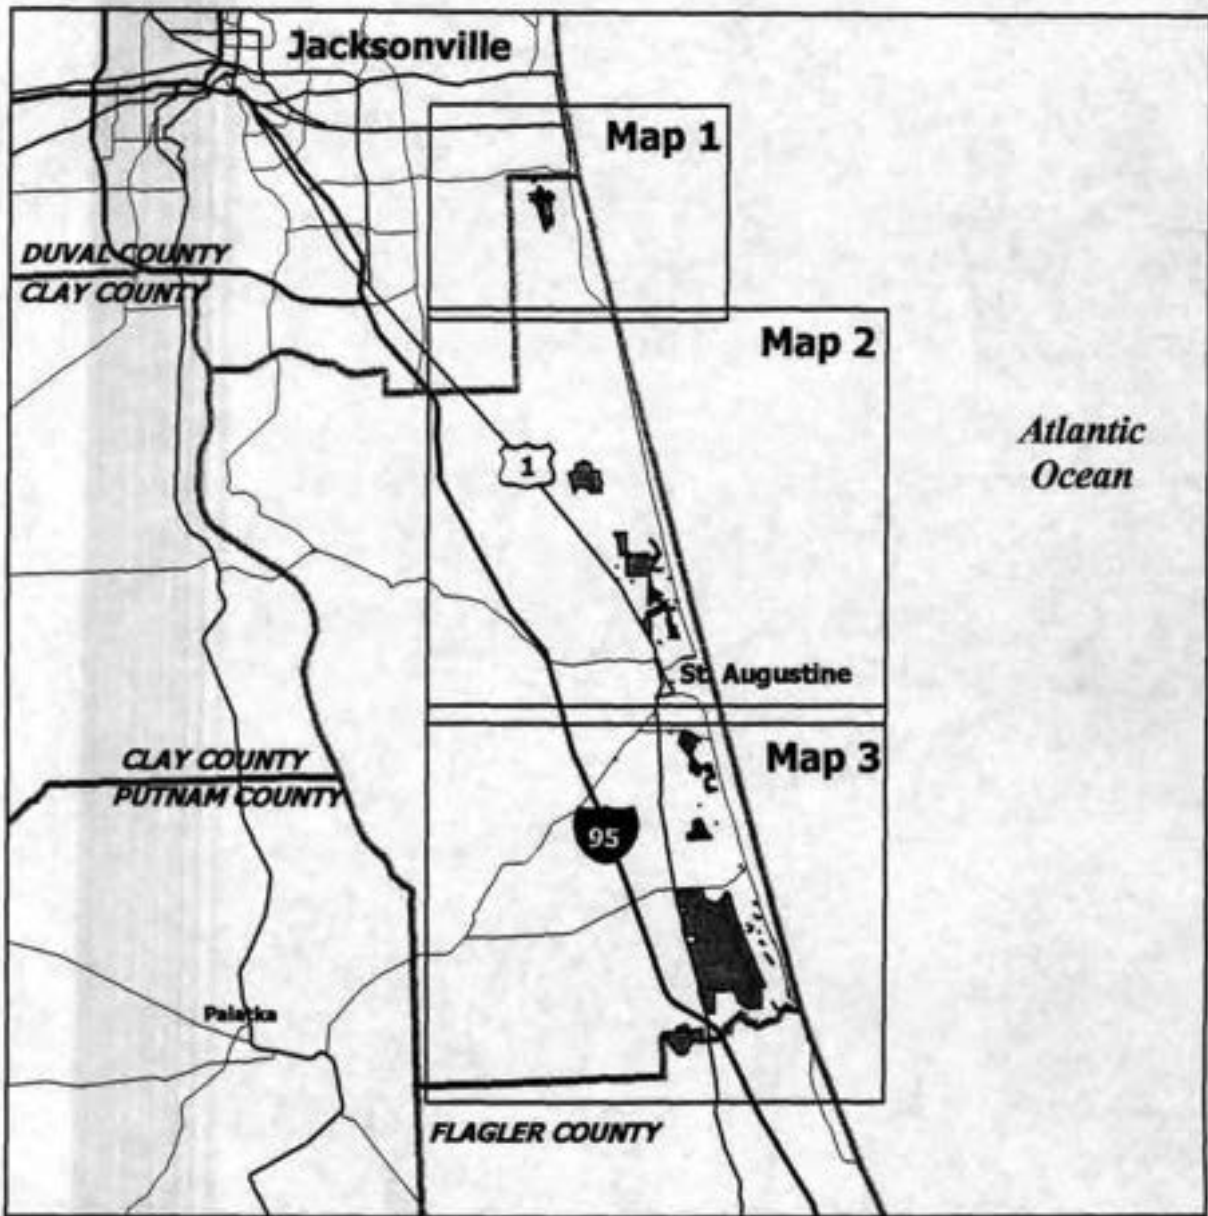 Jacksonville
Map 1
DUVAL COUNTY
CLAY COUNTY
Map 2
Atlantic
Ocean
1
St. Augustine
Map 3
CLAY COUNTY
PUTNAM COUNTY
95
Palatka
FLAGLER COUNTY